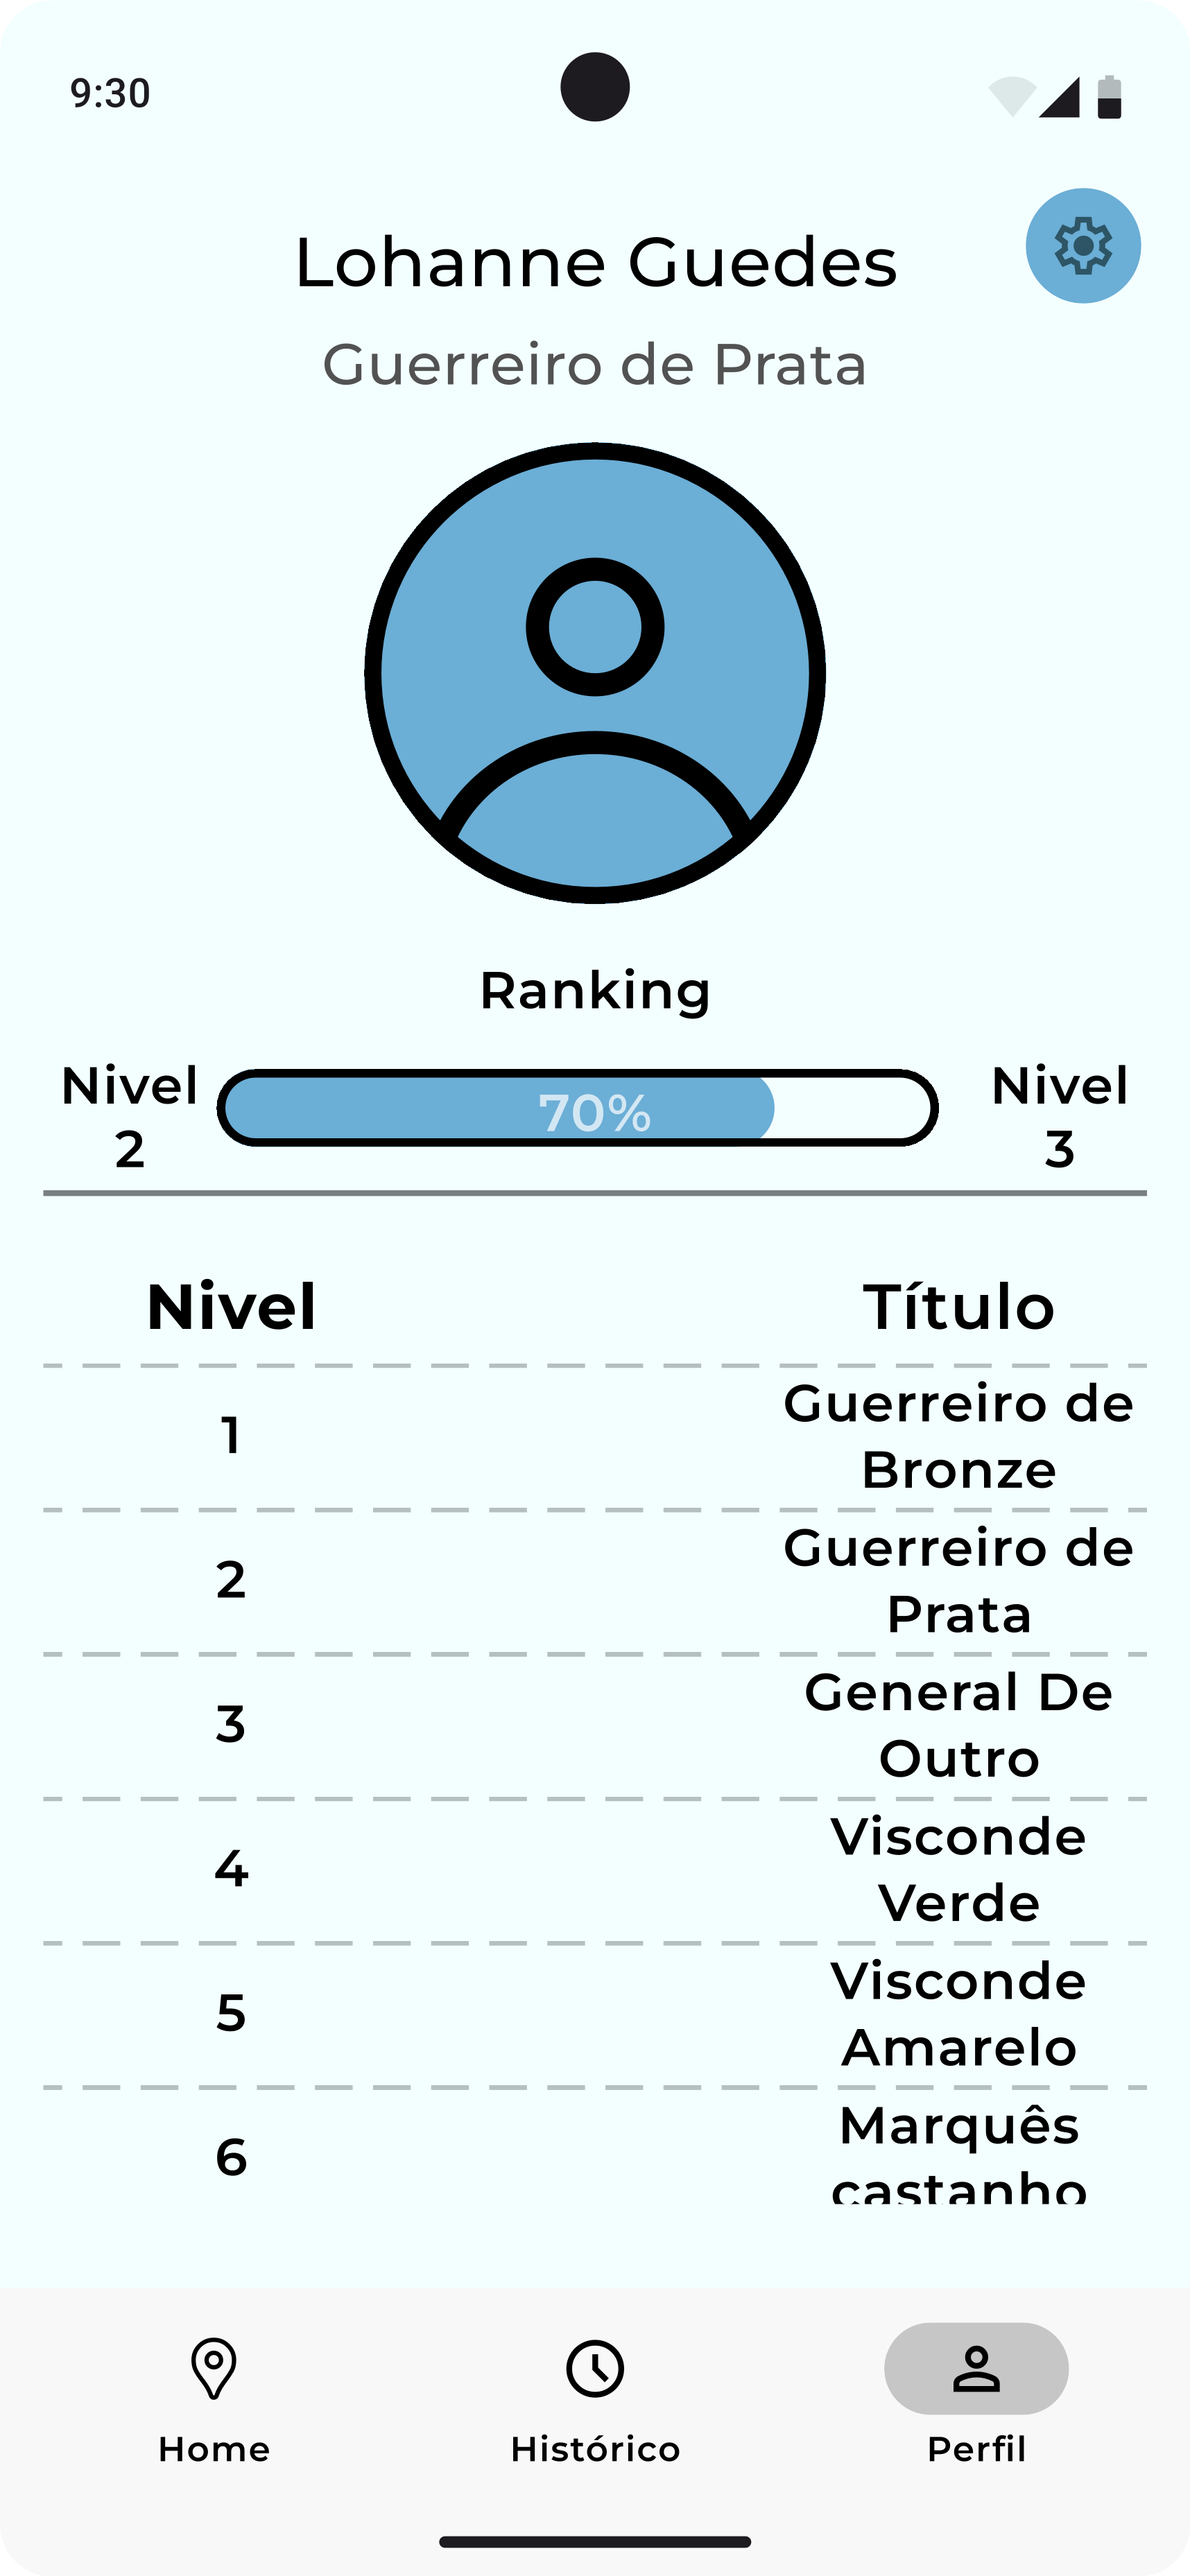 9:30
Lohanne Guedes
Guerreiro de Prata
Ranking
Nivel
2
70%
Nivel
3
Nivel Título
1 Guerreiro de
Bronze
2 Guerreiro de
Prata
3 General De
Outro
4 Visconde
Verde
5 Visconde
Amarelo
6 Marquês
castanho
Home Histórico Perfil